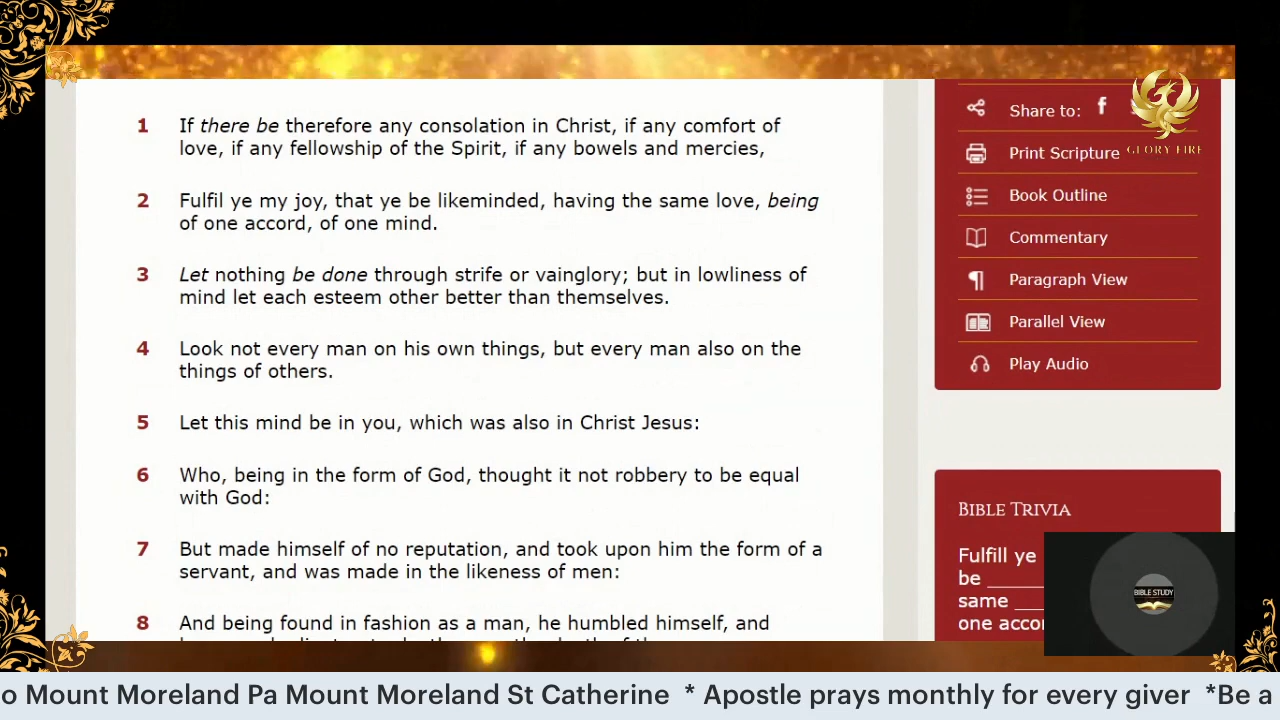 1 If there be therefore any consolation in Christ, if any comfort of
love, if any fellowship of the Spirit, if any bowels and mercies,
2 Fulfil ye my joy, that ye be likeminded, having the same love, being
of one accord, of one mind.
3 Let nothing be done through strife or vainglory; but in lowliness of
mind let each esteem other better than themselves.
4 Look not every man on his own things, but every man also on the
things of others.
5 Let this mind be in you, which was also in Christ Jesus:
6 Who, being in the form of God, thought it not robbery to be equal
with God:
7 But made himself of no reputation, and took upon him the form of a
servant, and was made in the likeness of men:
8 And being found in fashion as a man, he humbled himself, and
Share to:
GLORY FIRE
Print Scripture
Book Outline
Commentary
Paragraph View
Parallel View
Play Audio
BIBLE TRIVIA
Fulfill ye
be ______
same ___
one accor
BIBLE STUDY
o Mount Moreland Pa Mount Moreland St Catherine * Apostle prays monthly for every giver *Be a